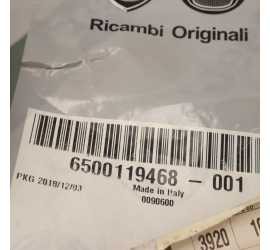 Ricambi Originali
6500119468 - 001
PKG 2019/12/03
Made in Italy
0090600
3920